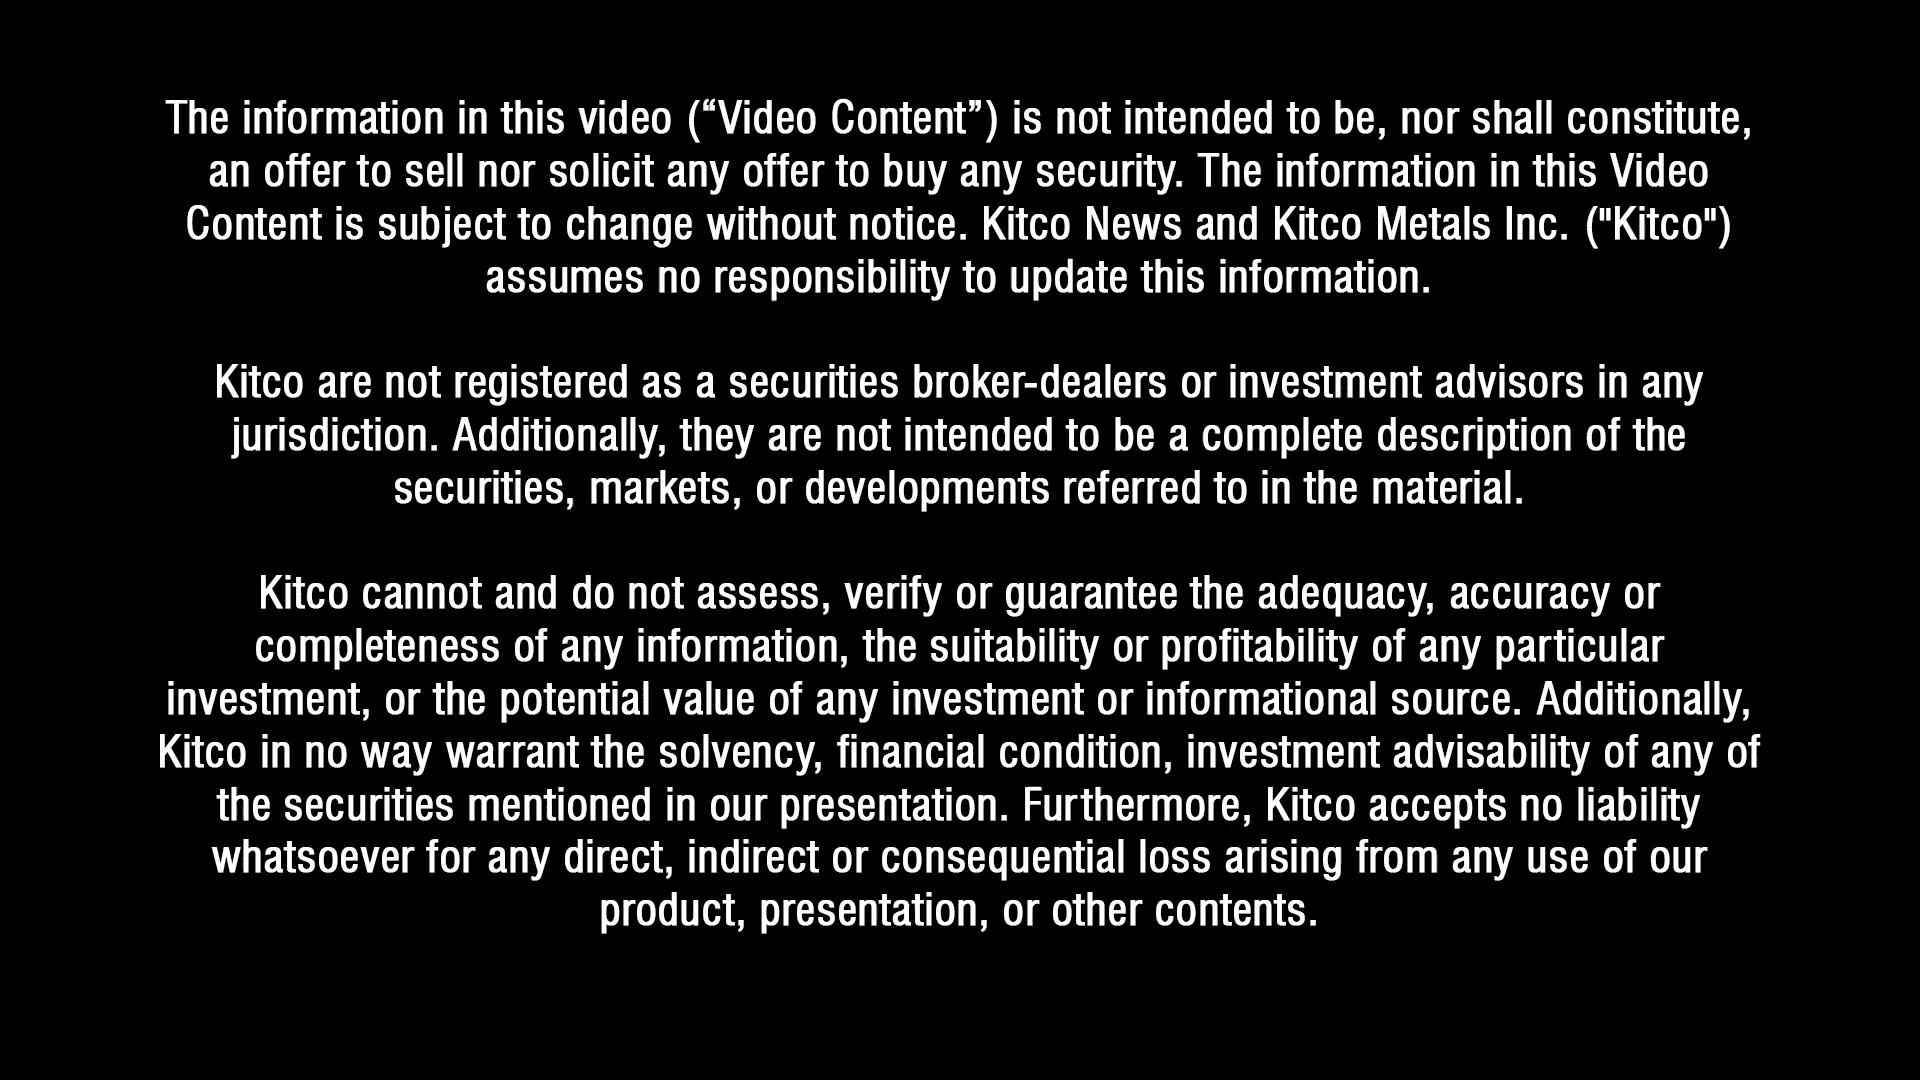 The information in this video (“Video Content”) is not intended to be, nor shall constitute,
an offer to sell nor solicit any offer to buy any security. The information in this Video
Content is subject to change without notice. Kitco News and Kitco Metals Inc. ("Kitco")
assumes no responsibility to update this information.
Kitco are not registered as a securities broker-dealers or investment advisors in any
jurisdiction. Additionally, they are not intended to be a complete description of the
securities, markets, or developments referred to in the material.
Kitco cannot and do not assess, verify or guarantee the adequacy, accuracy or
completeness of any information, the suitability or profitability of any particular
investment, or the potential value of any investment or informational source. Additionally,
Kitco in no way warrant the solvency, financial condition, investment advisability of any of
the securities mentioned in our presentation. Furthermore, Kitco accepts no liability
whatsoever for any direct, indirect or consequential loss arising from any use of our
product, presentation, or other contents.